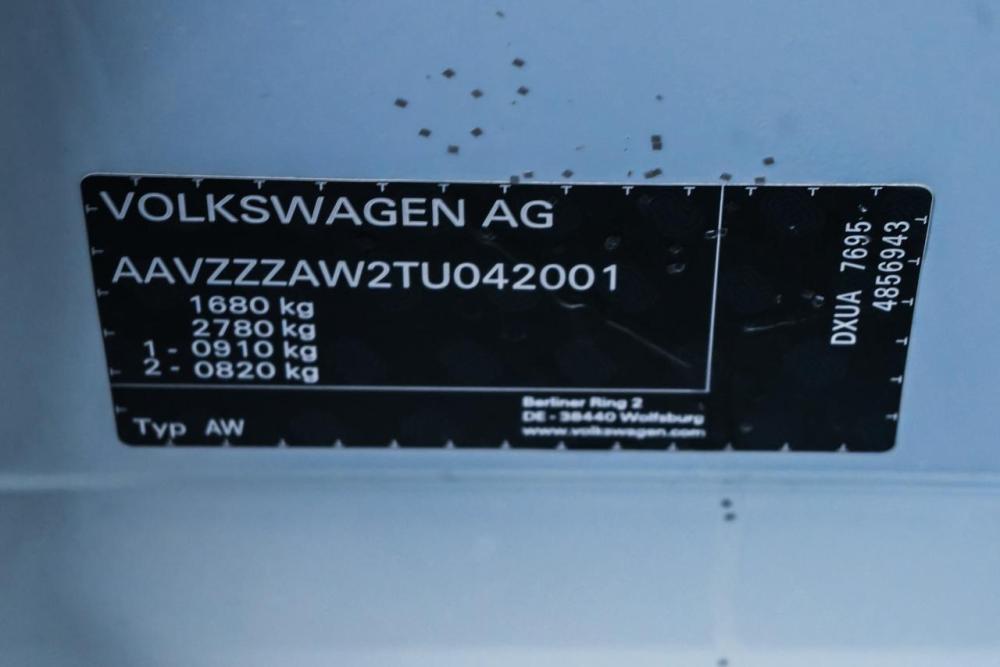 VOLKSWAGEN AG
AAVZZZAW2TU042001
1680 kg
2780 kg
1 - 0910 kg
2 - 0820 kg
Typ AW
Berliner Ring 2
DE - 38440 Wolfsburg
www.volkswagen.com
DXUA 7695
4856943